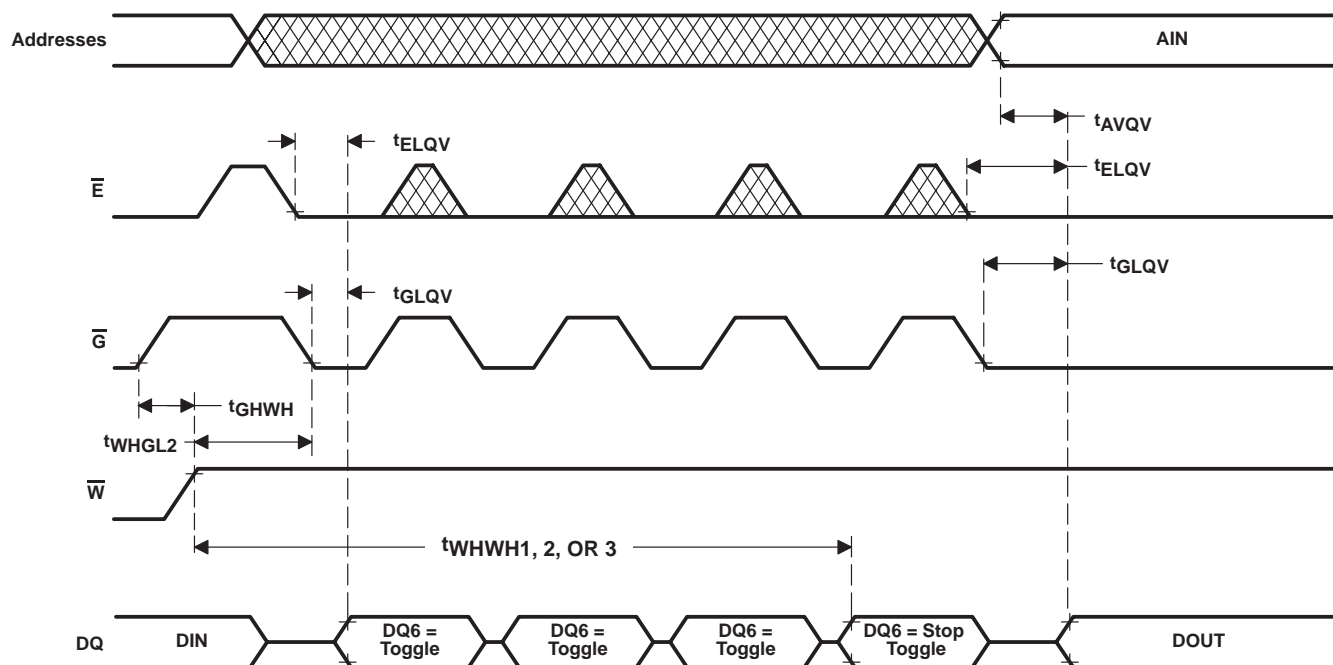 Addresses
AIN
tAVQV
tELQV
tELQV
E
tGLQV
tGLQV
G
tGHWH
tWHGL2
W
tWHWH1, 2, OR 3
DQ
DIN
DQ6 =
Toggle
DQ6 =
Toggle
DQ6 =
Toggle
DQ6 = Stop
Toggle
DOUT